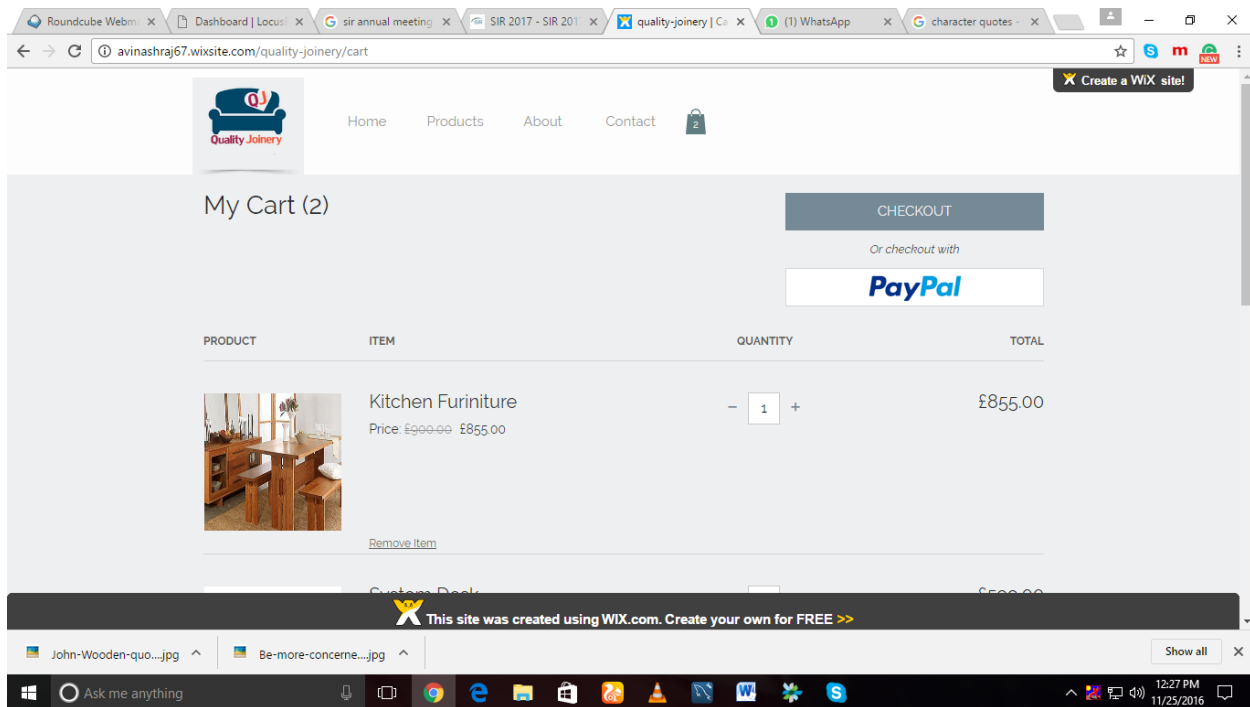 Roundcube Webm
Dashboard | Locus
sir annual meeting
SIR 2017 - SIR 201
quality-joinery | Ca
(1) WhatsApp
character quotes -
avinashraj67.wixsite.com/quality-joinery/cart
NEW
Create a WiX site!
QJ
Quality Joinery
Home Products About Contact 2
My Cart (2)
CHECKOUT
Or checkout with
PayPal
PRODUCT ITEM QUANTITY TOTAL
Kitchen Furiniture
− 1 +
£855.00
Price: £900.00 £855.00
Remove Item
System Desk
This site was created using WIX.com. Create your own for FREE >>
John-Wooden-quo....jpg
Be-more-concerne....jpg
Show all
Ask me anything
12:27 PM
11/25/2016